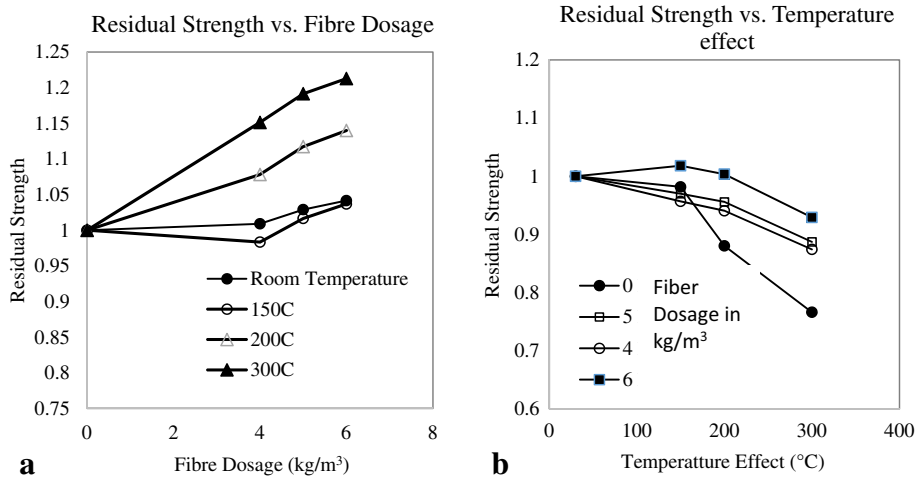 Residual Strength vs. Fibre Dosage
1.25
1.2
1.15
1.1
1.05
1
0.95
0.9
0.85
0.8
0.75
Residual Strength
Room Temperature
150C
200C
300C
0 2 4 6 8
Fibre Dosage (kg/m³)
a
Residual Strength vs. Temperature
effect
1.2
1.1
1
0.9
0.8
0.7
0.6
Residual Strength
0 Fiber
5 Dosage in
4 kg/m³
6
0 100 200 300 400
Temperatture Effect (°C)
b